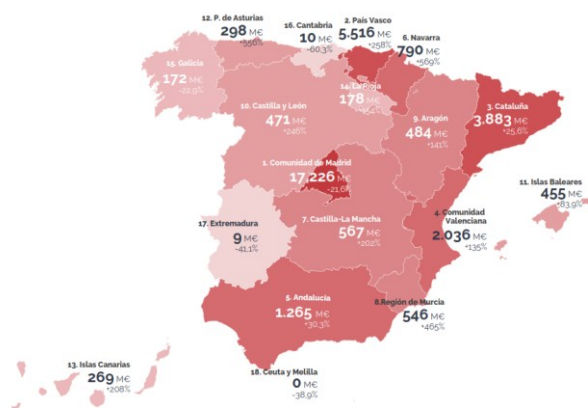 12. P. de Asturias
298 M€
+556%
16. Cantabria
10 M€
-60,3%
2. País Vasco
5.516 M€
+258%
6. Navarra
790 M€
+569%
15. Galicia
172 M€
-22,9%
14. La Rioja
178 M€
3. Cataluña
3.883 M€
+25,6%
10. Castilla y León
471 M€
+246%
9. Aragón
484 M€
+141%
1. Comunidad de Madrid
17.226 M€
-21,6%
11. Islas Baleares
455 M€
+83,9%
17. Extremadura
9 M€
-41,1%
7. Castilla-La Mancha
567 M€
+202%
4. Comunidad
Valenciana
2.036 M€
+135%
5. Andalucía
1.265 M€
+30,3%
8.Región de Murcia
546 M€
+465%
13. Islas Canarias
269 M€
+208%
18. Ceuta y Melilla
0 M€
-38,9%